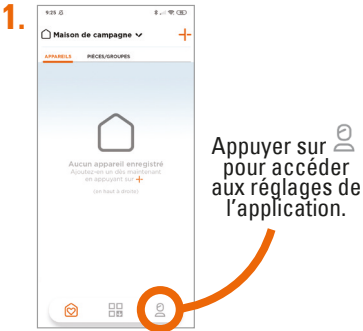 1.
9:25
Maison de campagne
APPAREILS PIÈCES/GROUPES
Aucun appareil enregistré
Ajoutez-en un dès maintenant
en appuyant sur +
(en haut à droite)
Appuyer sur
pour accéder
aux réglages de
l'application.